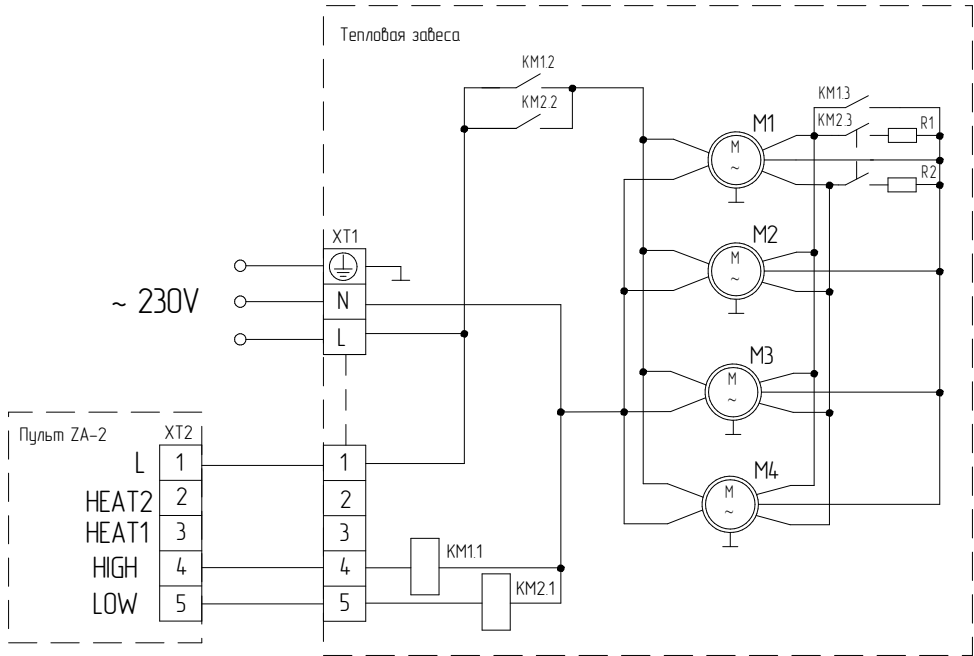 Тепловая завеса
KM1.2
KM2.2
KM1.3
KM2.3
R1
R2
M1
M
~
M2
M
~
M3
M
~
M4
M
~
XT1
N
L
~ 230V
Пульт ZA-2
XT2
L 1 1
HEAT2 2 2
HEAT1 3 3
HIGH 4 4
LOW 5 5
KM1.1
KM2.1